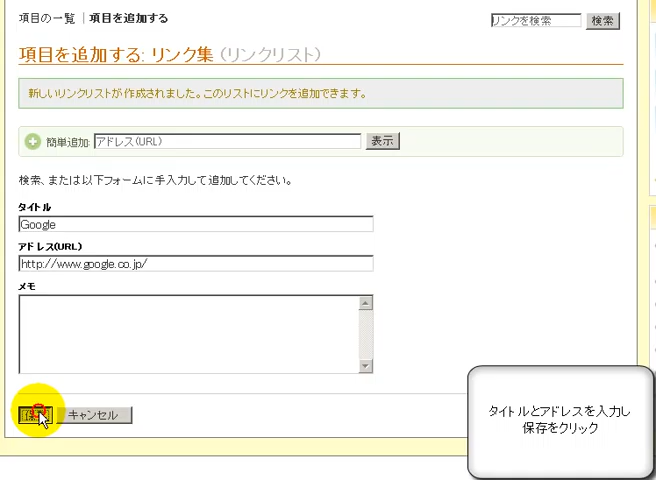 項目の一覧 | 項目を追加する
リンクを検索 検索
項目を追加する: リンク集 (リンクリスト)
新しいリンクリストが作成されました。このリストにリンクを追加できます。
簡単追加: アドレス(URL) 表示
検索、または以下フォームに手入力して追加してください。
タイトル
Google
アドレス(URL)
http://www.google.co.jp/
メモ
キャンセル
タイトルとアドレスを入力し
保存をクリック